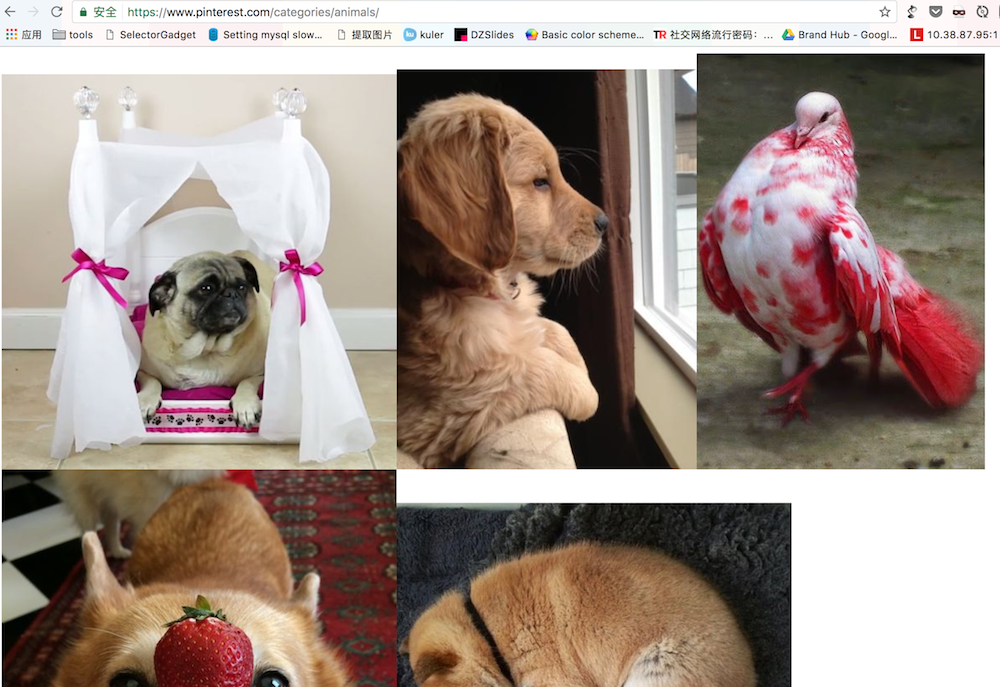 安全 https://www.pinterest.com/categories/animals/
应用 tools SelectorGadget Setting mysql slow... 提取图片 ku kuler DZSlides Basic color scheme... TR 社交网络流行密码： ... Brand Hub - Googl... L 10.38.87.95:1